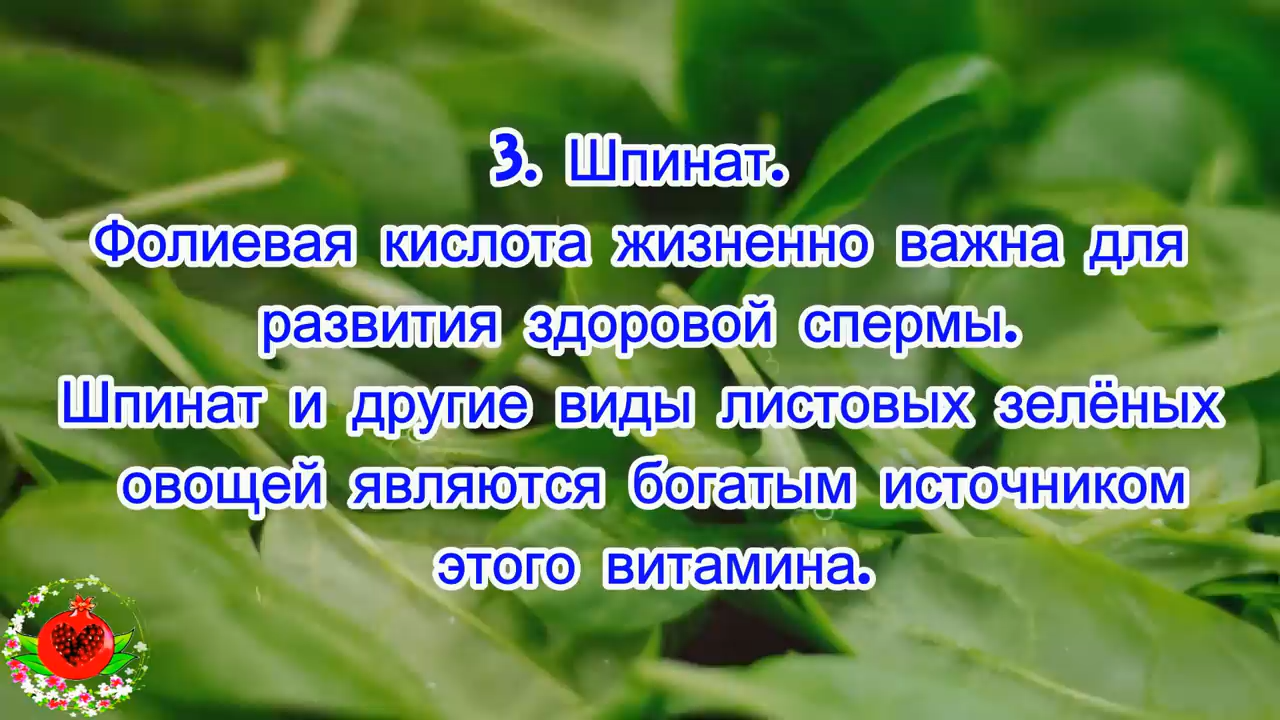 3. Шпинат.
Фолиевая кислота жизненно важна для
развития здоровой спермы.
Шпинат и другие виды листовых зелёных
овощей являются богатым источником
этого витамина.